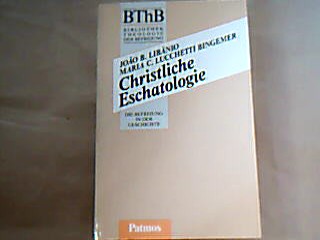 BThB
BIBLIOTHEK
THEOLOGIE
DER BEFREIUNG
JOÃO B. LIBÂNIO
MARIA C. LUCCHETTI BINGEMER
Christliche
Eschatologie
DIE BEFREIUNG
IN DER
GESCHICHTE
Patmos